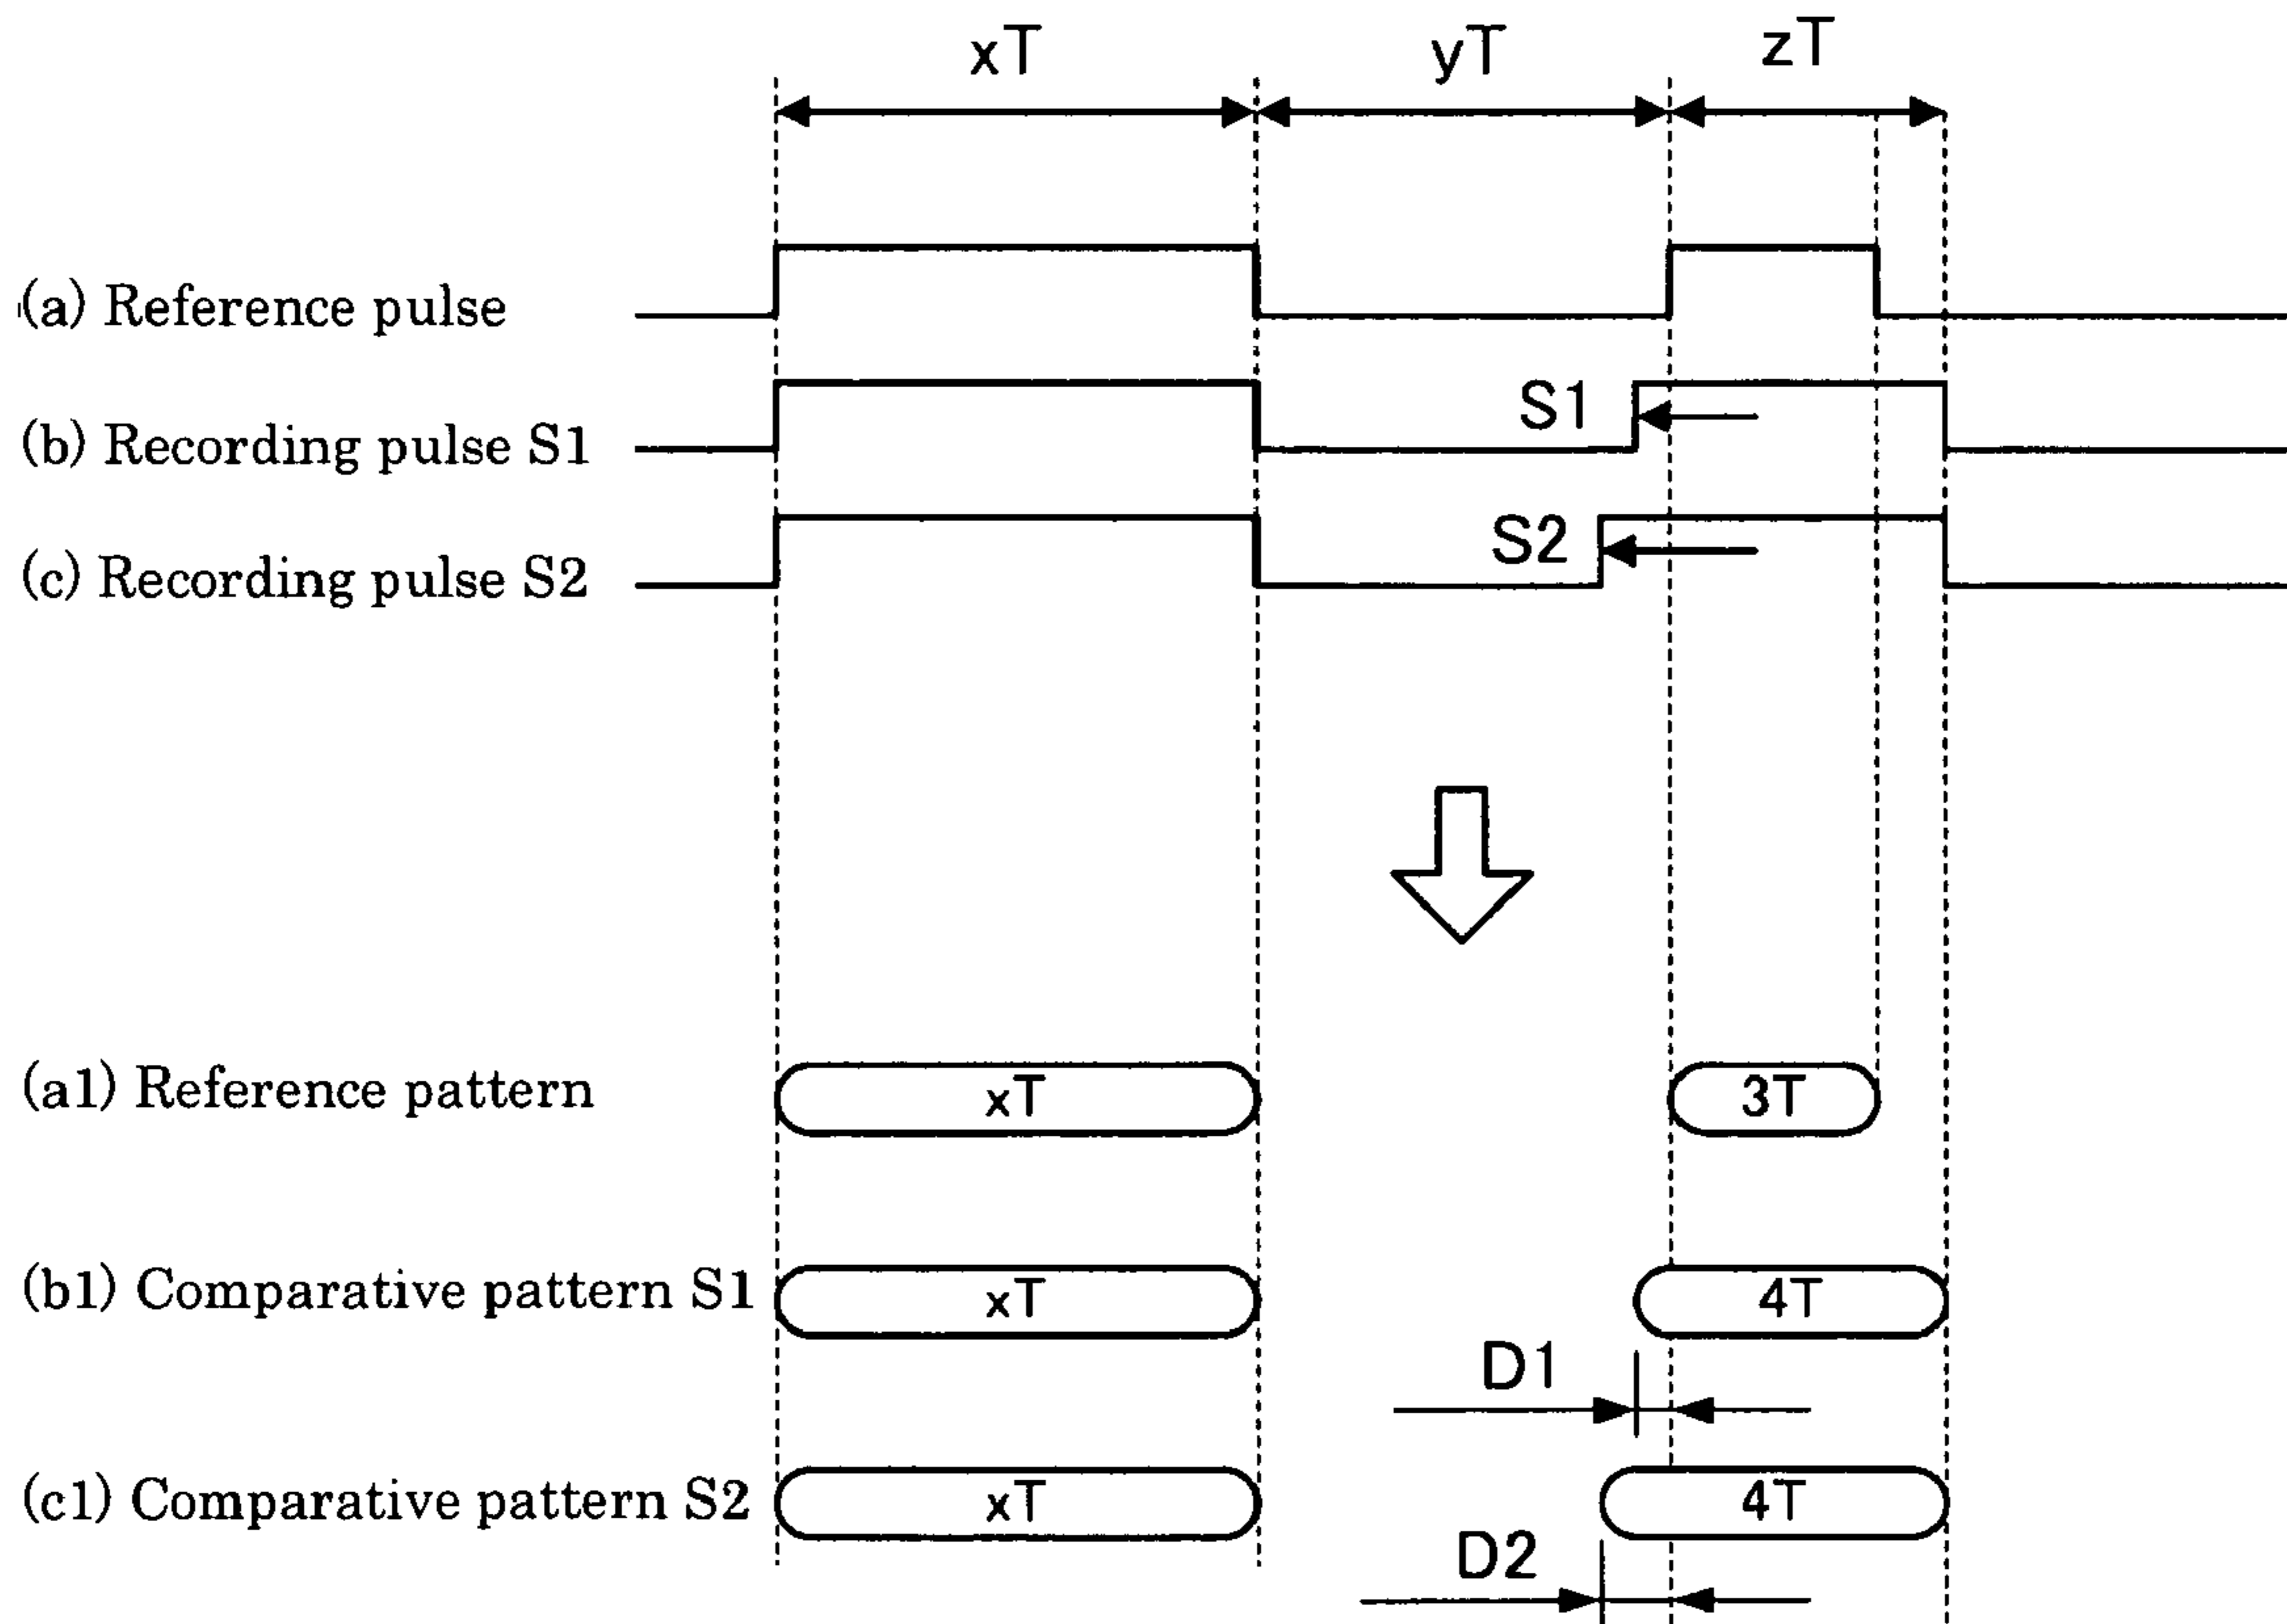 xT yT zT
(a) Reference pulse
(b) Recording pulse S1 S1
(c) Recording pulse S2 S2
(a1) Reference pattern xT 3T
(b1) Comparative pattern S1 xT 4T
D1
(c1) Comparative pattern S2 xT 4T
D2